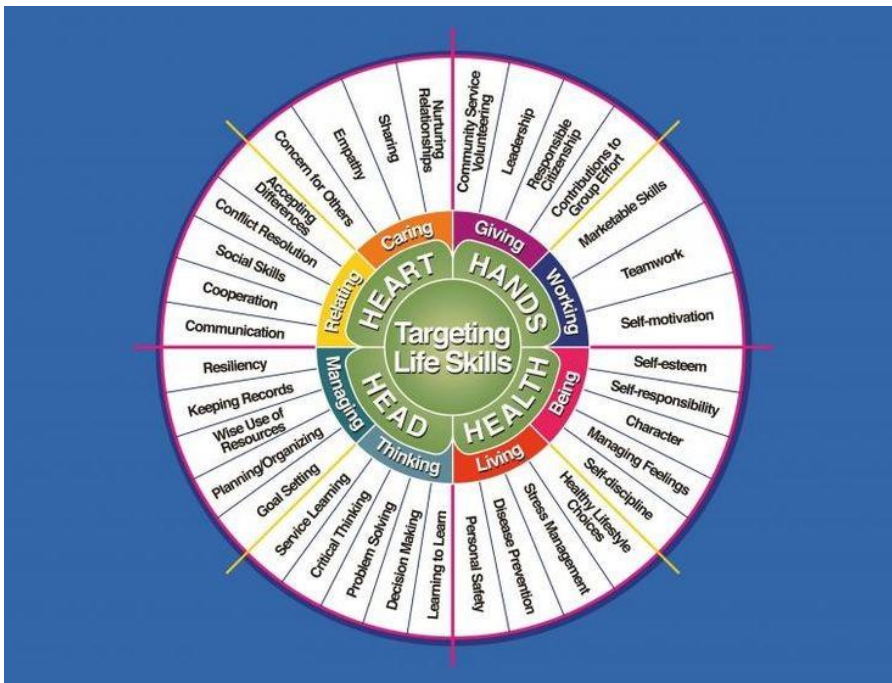 Targeting
Life Skills
HEART
HANDS
HEALTH
HEAD
Caring
Giving
Working
Being
Living
Thinking
Managing
Relating
Community Service
Volunteering
Leadership
Responsible
Citizenship
Contributions to
Group Effort
Marketable Skills
Teamwork
Self-motivation
Self-esteem
Self-responsibility
Character
Managing Feelings
Self-discipline
Healthy Lifestyle
Choices
Stress Management
Disease Prevention
Personal Safety
Learning to Learn
Decision Making
Problem Solving
Critical Thinking
Service Learning
Goal Setting
Planning/Organizing
Wise Use of
Resources
Keeping Records
Resiliency
Communication
Cooperation
Social Skills
Conflict Resolution
Accepting
Differences
Concern for Others
Empathy
Sharing
Nurturing
Relationships